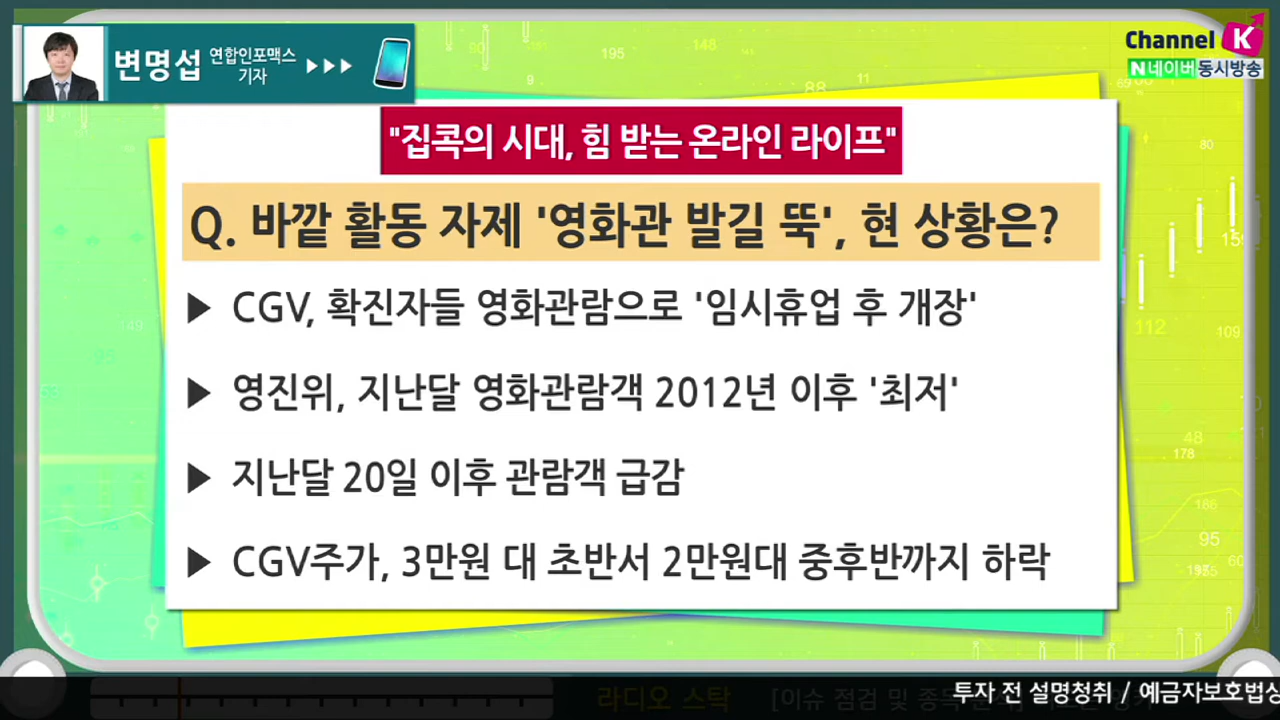 변명섭 연합인포맥스
기자
Channel K
N 네이버 동시방송
"집콕의 시대, 힘 받는 온라인 라이프"
Q. 바깥 활동 자제 '영화관 발길 뚝', 현 상황은?
▶ CGV, 확진자들 영화관람으로 '임시휴업 후 개장'
▶ 영진위, 지난달 영화관람객 2012년 이후 '최저'
▶ 지난달 20일 이후 관람객 급감
▶ CGV주가, 3만원 대 초반서 2만원대 중후반까지 하락
라디오 스탁
투자 전 설명청취 / 예금자보호법상